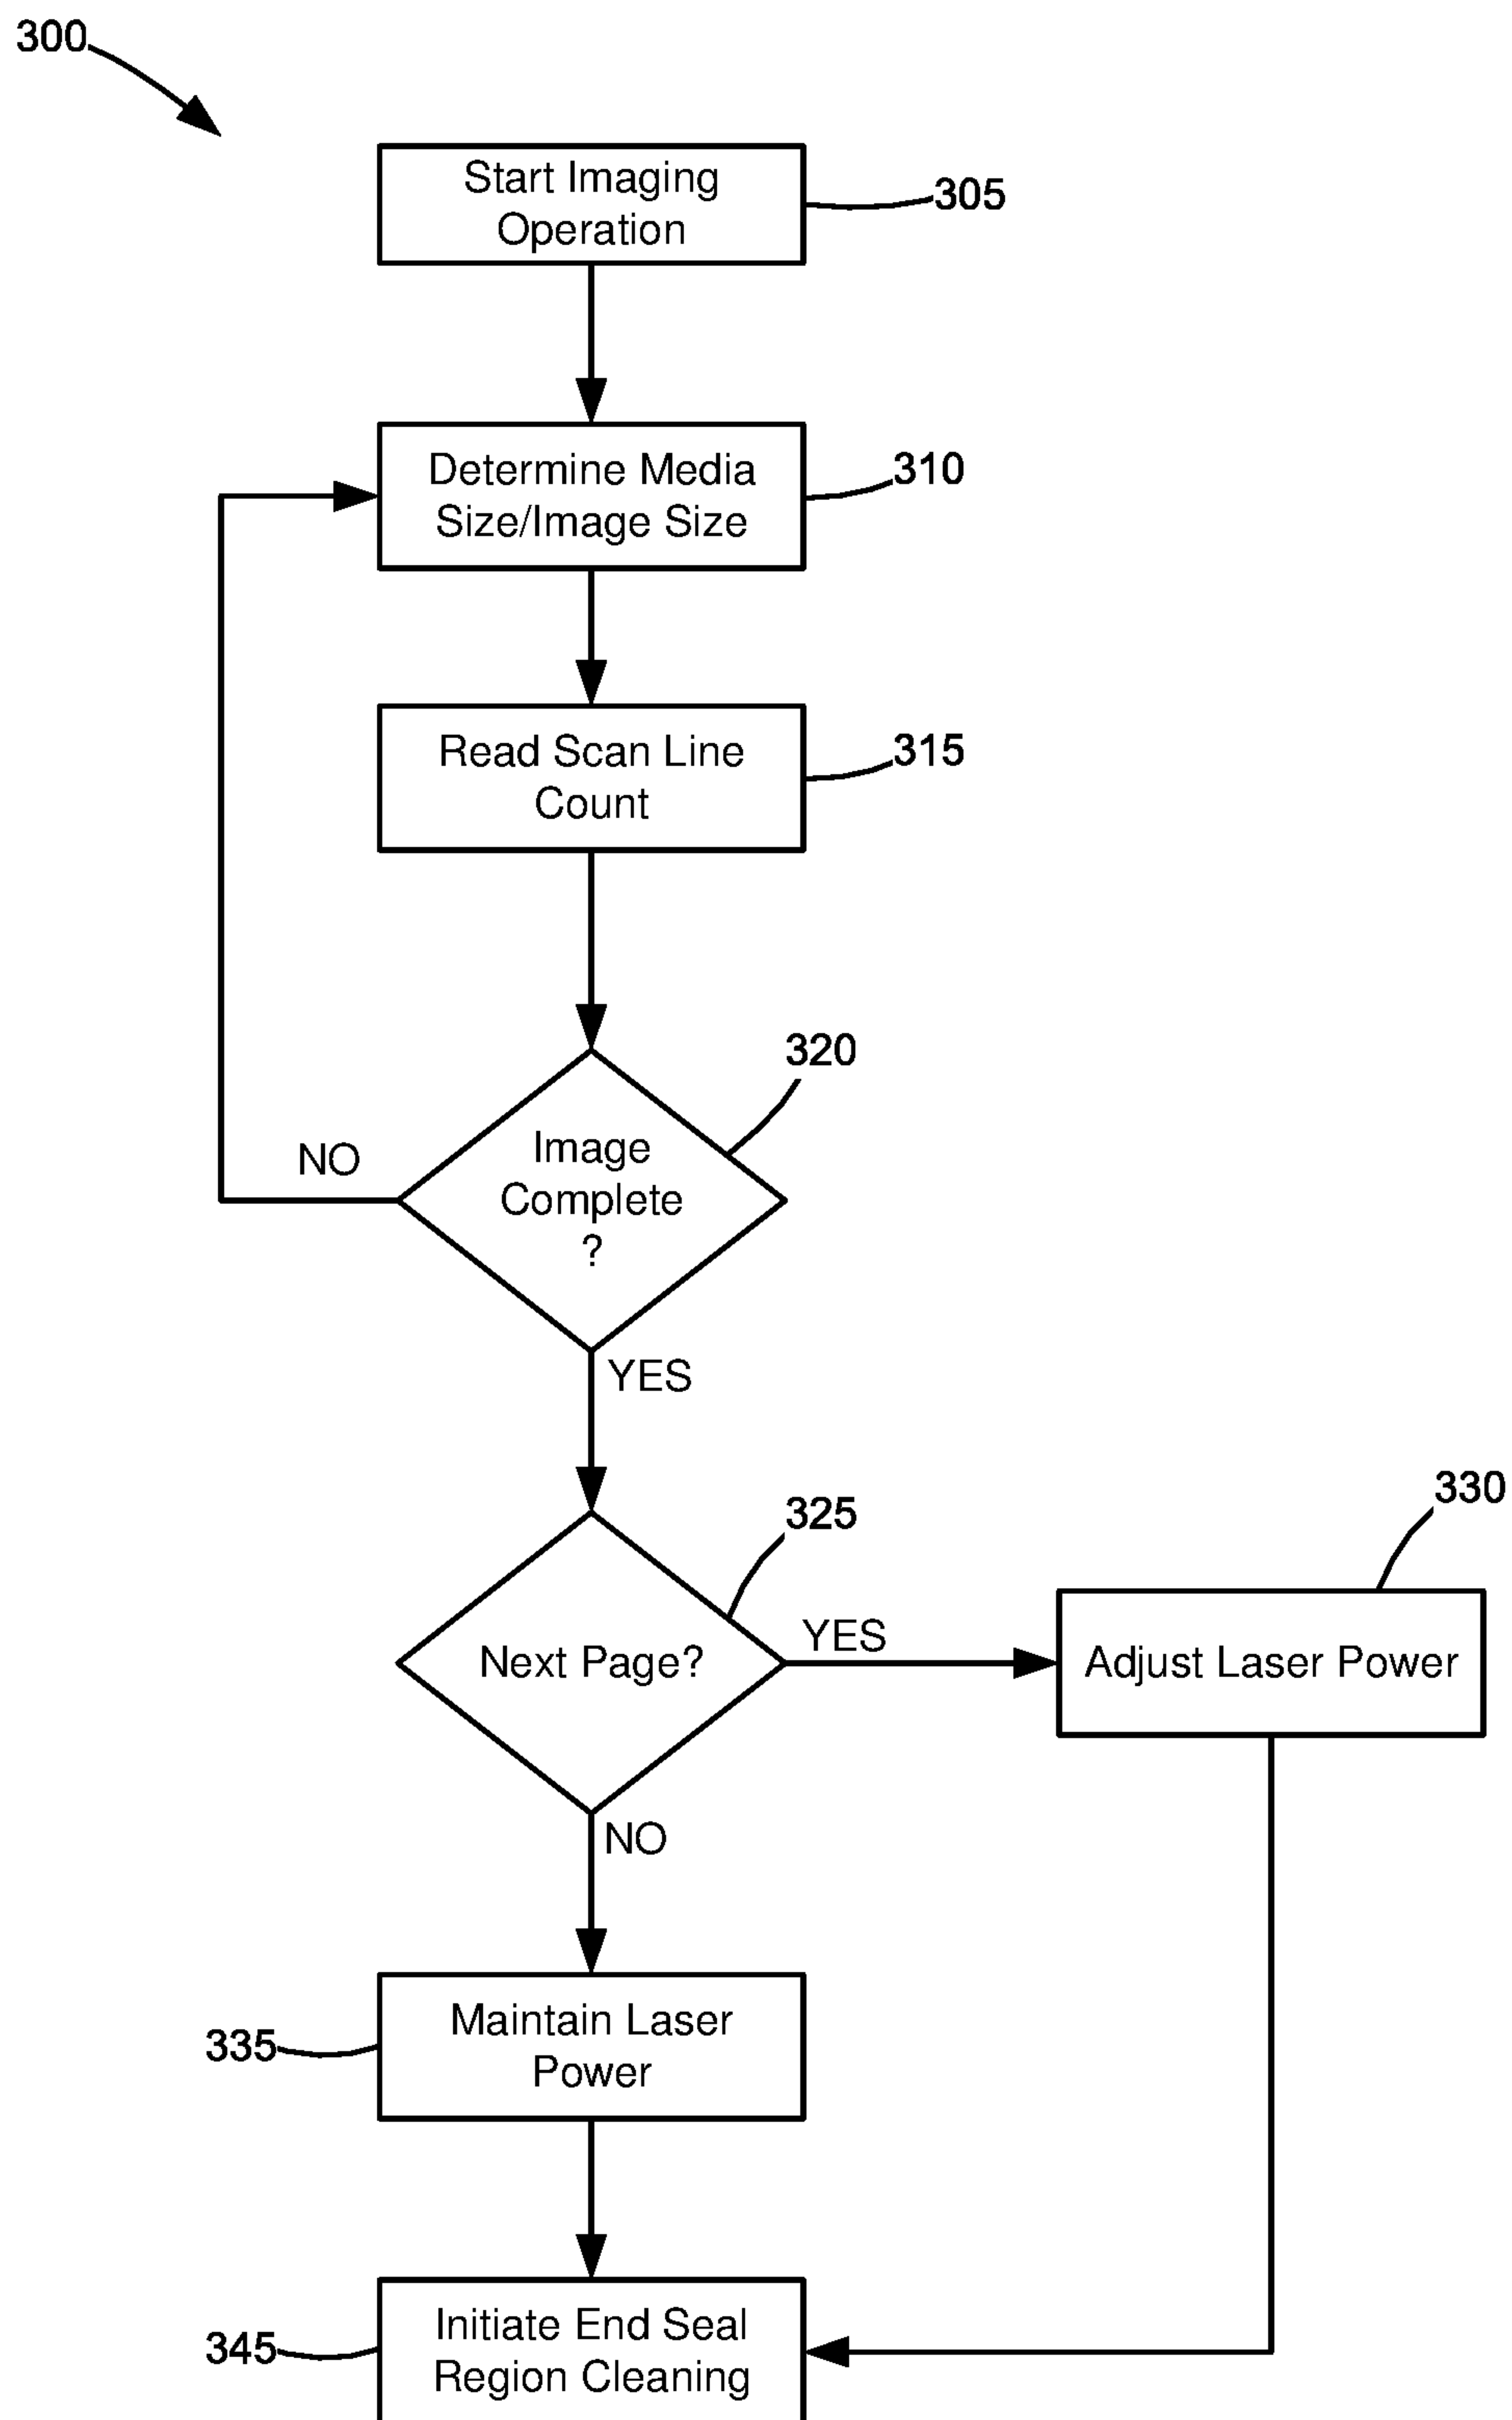 300
Start Imaging
Operation
305
Determine Media
Size/Image Size
310
Read Scan Line
Count
315
Image
Complete
?
320
NO
YES
Next Page?
325
YES
Adjust Laser Power
330
NO
Maintain Laser
Power
335
Initiate End Seal
Region Cleaning
345